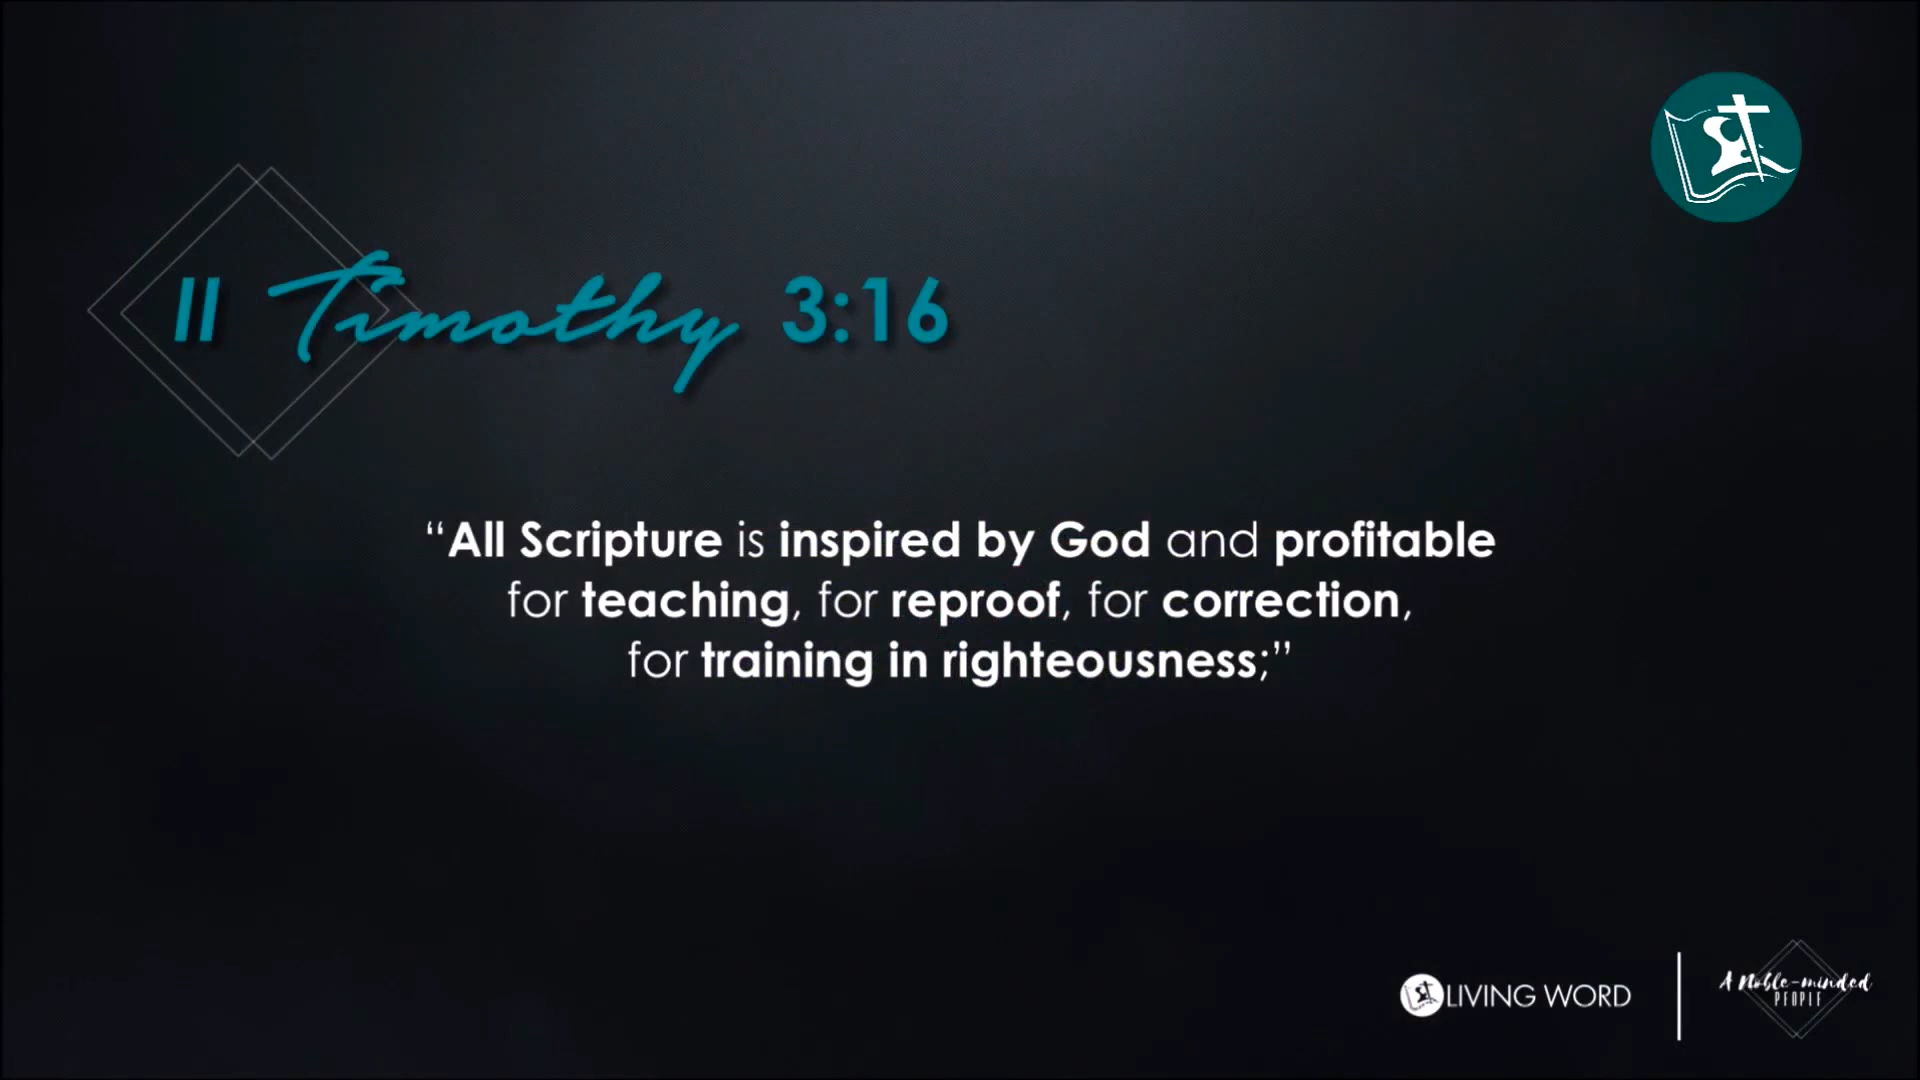 II Timothy 3:16
“All Scripture is inspired by God and profitable
for teaching, for reproof, for correction,
for training in righteousness;”
LIVING WORD
A Noble-minded
PEOPLE